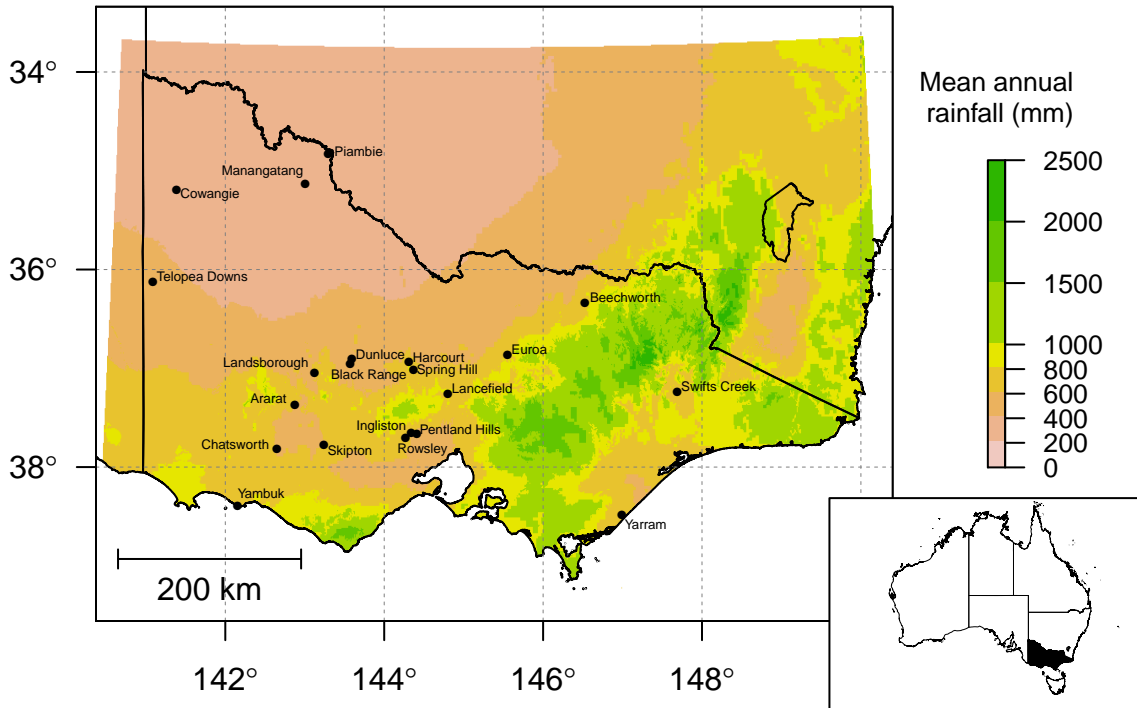 34°
36°
38°
142°
144°
146°
148°
200 km
Piambie
Manangatang
Cowangie
Telopea Downs
Beechworth
Euroa
Dunluce
Harcourt
Landsborough
Black Range
Spring Hill
Lancefield
Swifts Creek
Ararat
Ingliston
Pentland Hills
Chatsworth
Skipton
Rowsley
Yambuk
Yarram
Mean annual
rainfall (mm)
2500
2000
1500
1000
800
600
400
200
0